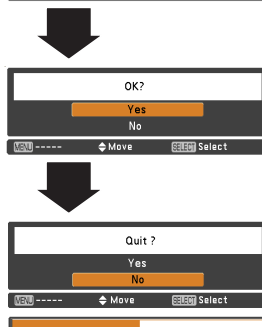 OK?
Yes
No
MENU ----- Move SELECT Select
Quit ?
Yes
No
MENU ----- Move SELECT Select